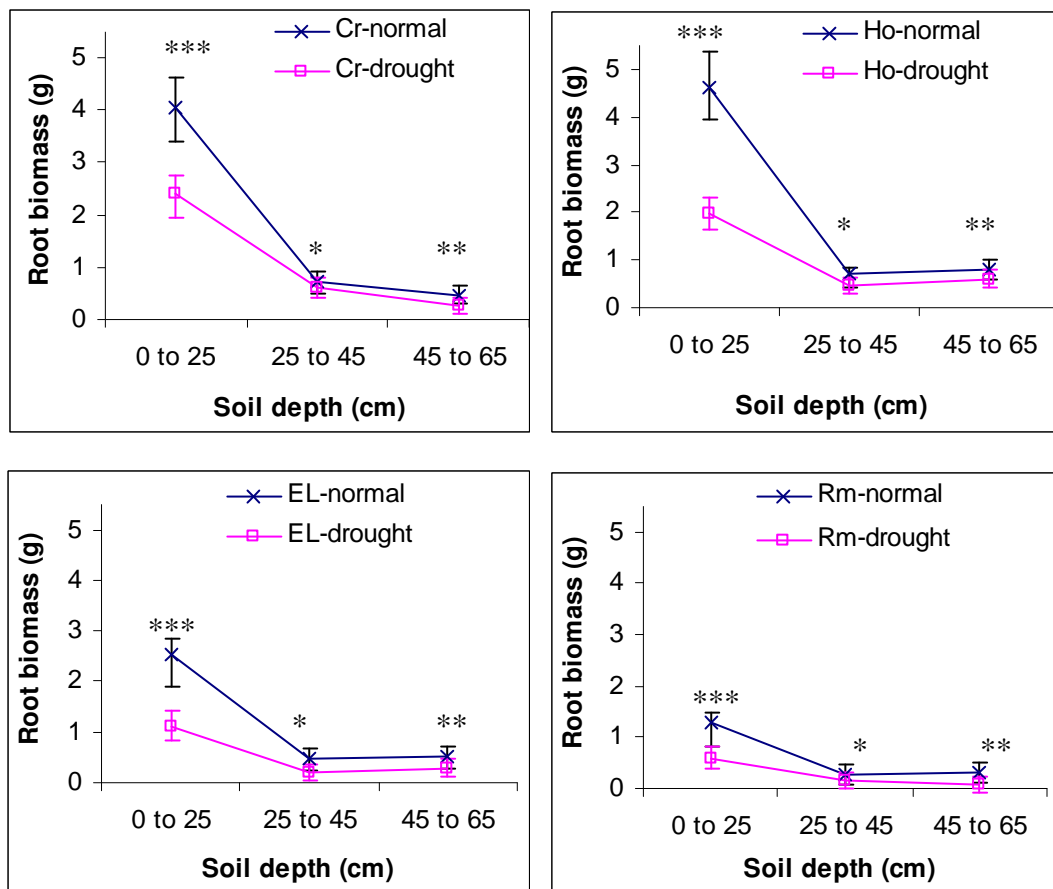 Cr-normal
Cr-drought
***
*
**
Root biomass (g)
5
4
3
2
1
0
0 to 25 25 to 45 45 to 65
Soil depth (cm)
Ho-normal
Ho-drought
***
*
**
Root biomass (g)
5
4
3
2
1
0
0 to 25 25 to 45 45 to 65
Soil depth (cm)
EL-normal
EL-drought
***
*
**
Root biomass (g)
5
4
3
2
1
0
0 to 25 25 to 45 45 to 65
Soil depth (cm)
Rm-normal
Rm-drought
***
*
**
Root biomass (g)
5
4
3
2
1
0
0 to 25 25 to 45 45 to 65
Soil depth (cm)